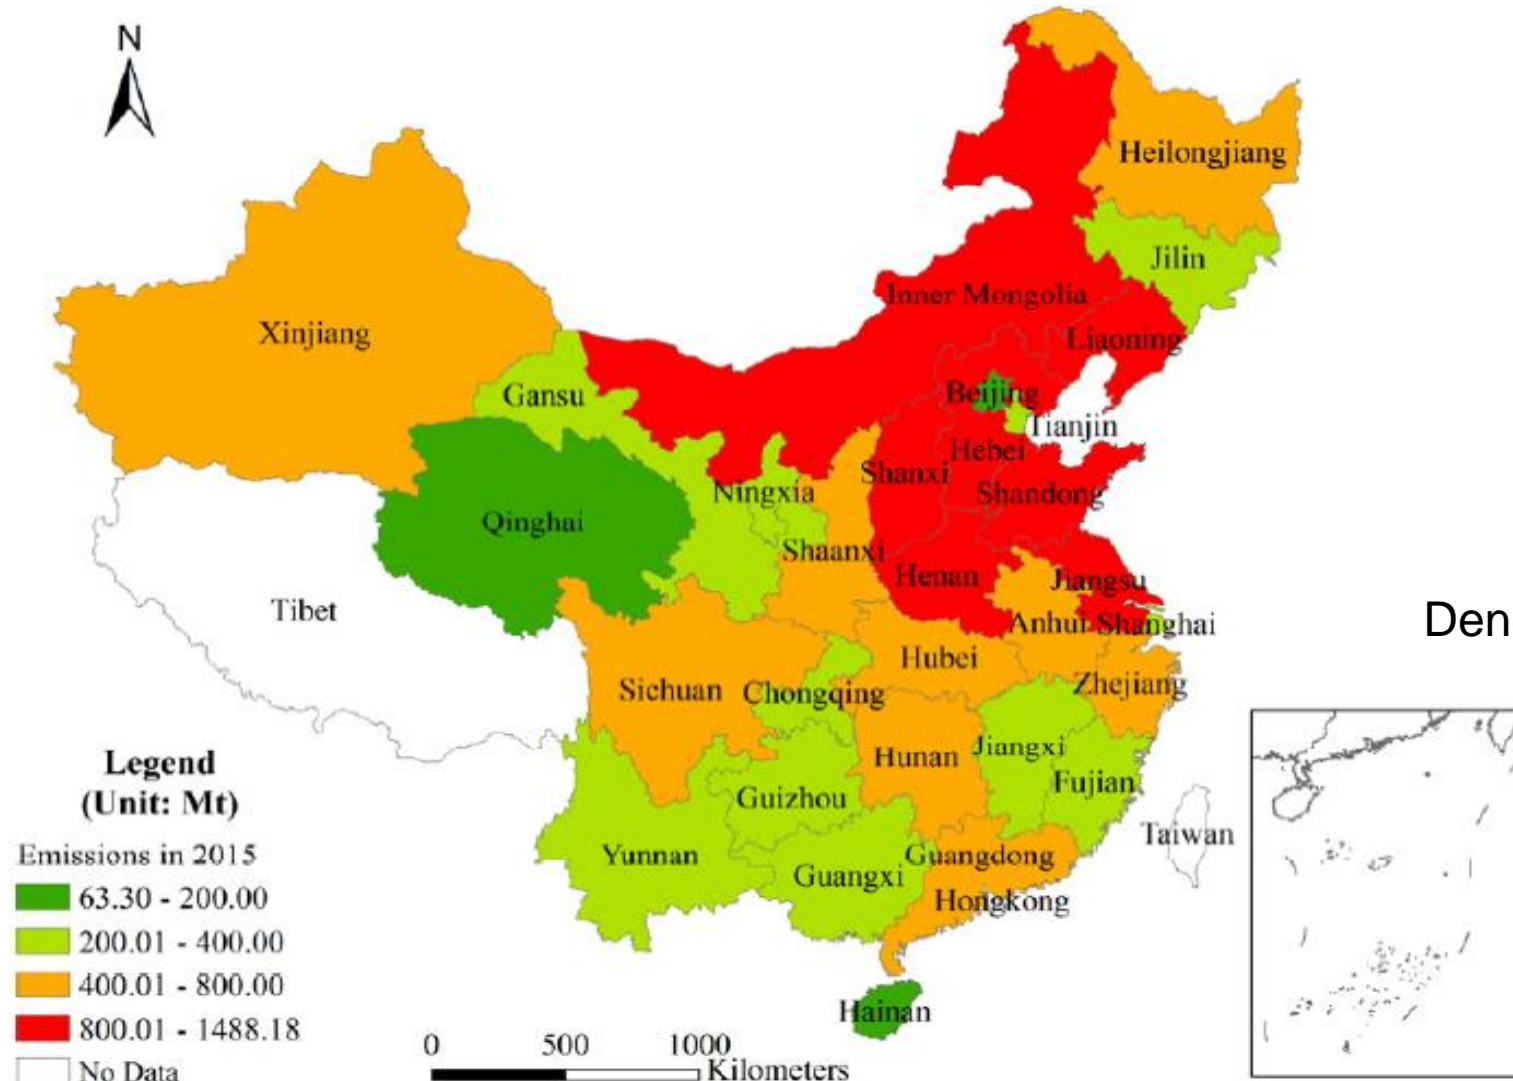 N
Heilongjiang
Jilin
Inner Mongolia
Xinjiang
Liaoning
Gansu
Beijing
Tianjin
Hebei
Shanxi
Ningxia
Shandong
Qinghai
Shaanxi
Henan
Jiangsu
Tibet
Anhui
Shanghai
Den
Hubei
Sichuan
Chongqing
Zhejiang
Hunan
Jiangxi
Fujian
Guizhou
Taiwan
Yunnan
Guangdong
Guangxi
Hongkong
Hainan
Legend
(Unit: Mt)
Emissions in 2015
63.30 - 200.00
200.01 - 400.00
400.01 - 800.00
800.01 - 1488.18
No Data
0 500 1000
Kilometers